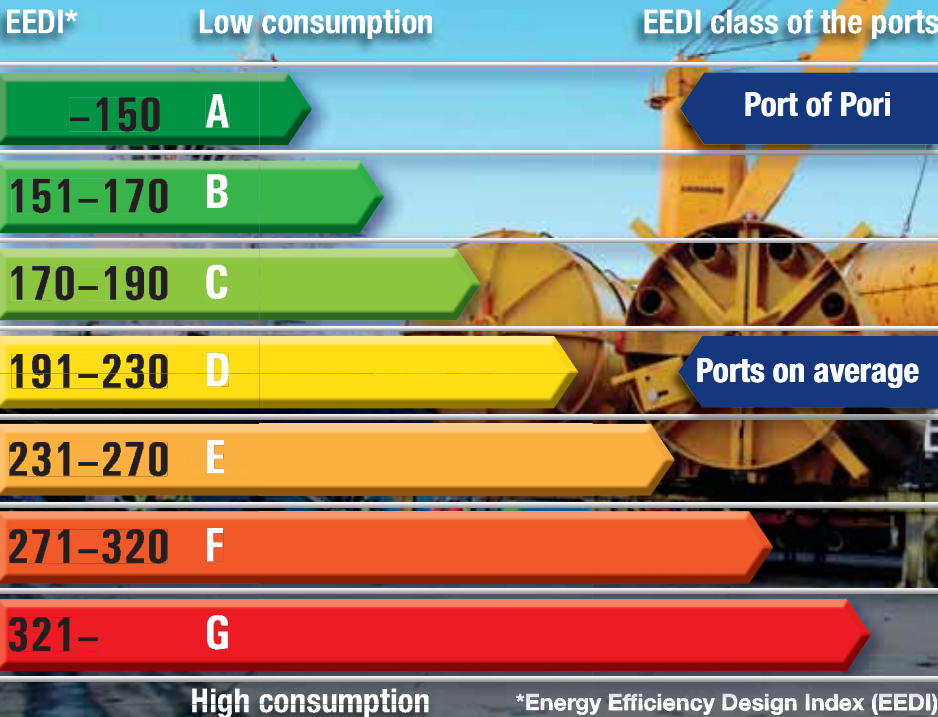 EEDI* Low consumption EEDI class of the ports
–150 A Port of Pori
151–170 B
170–190 C
191–230 D Ports on average
231–270 E
271–320 F
321– G
High consumption *Energy Efficiency Design Index (EEDI)